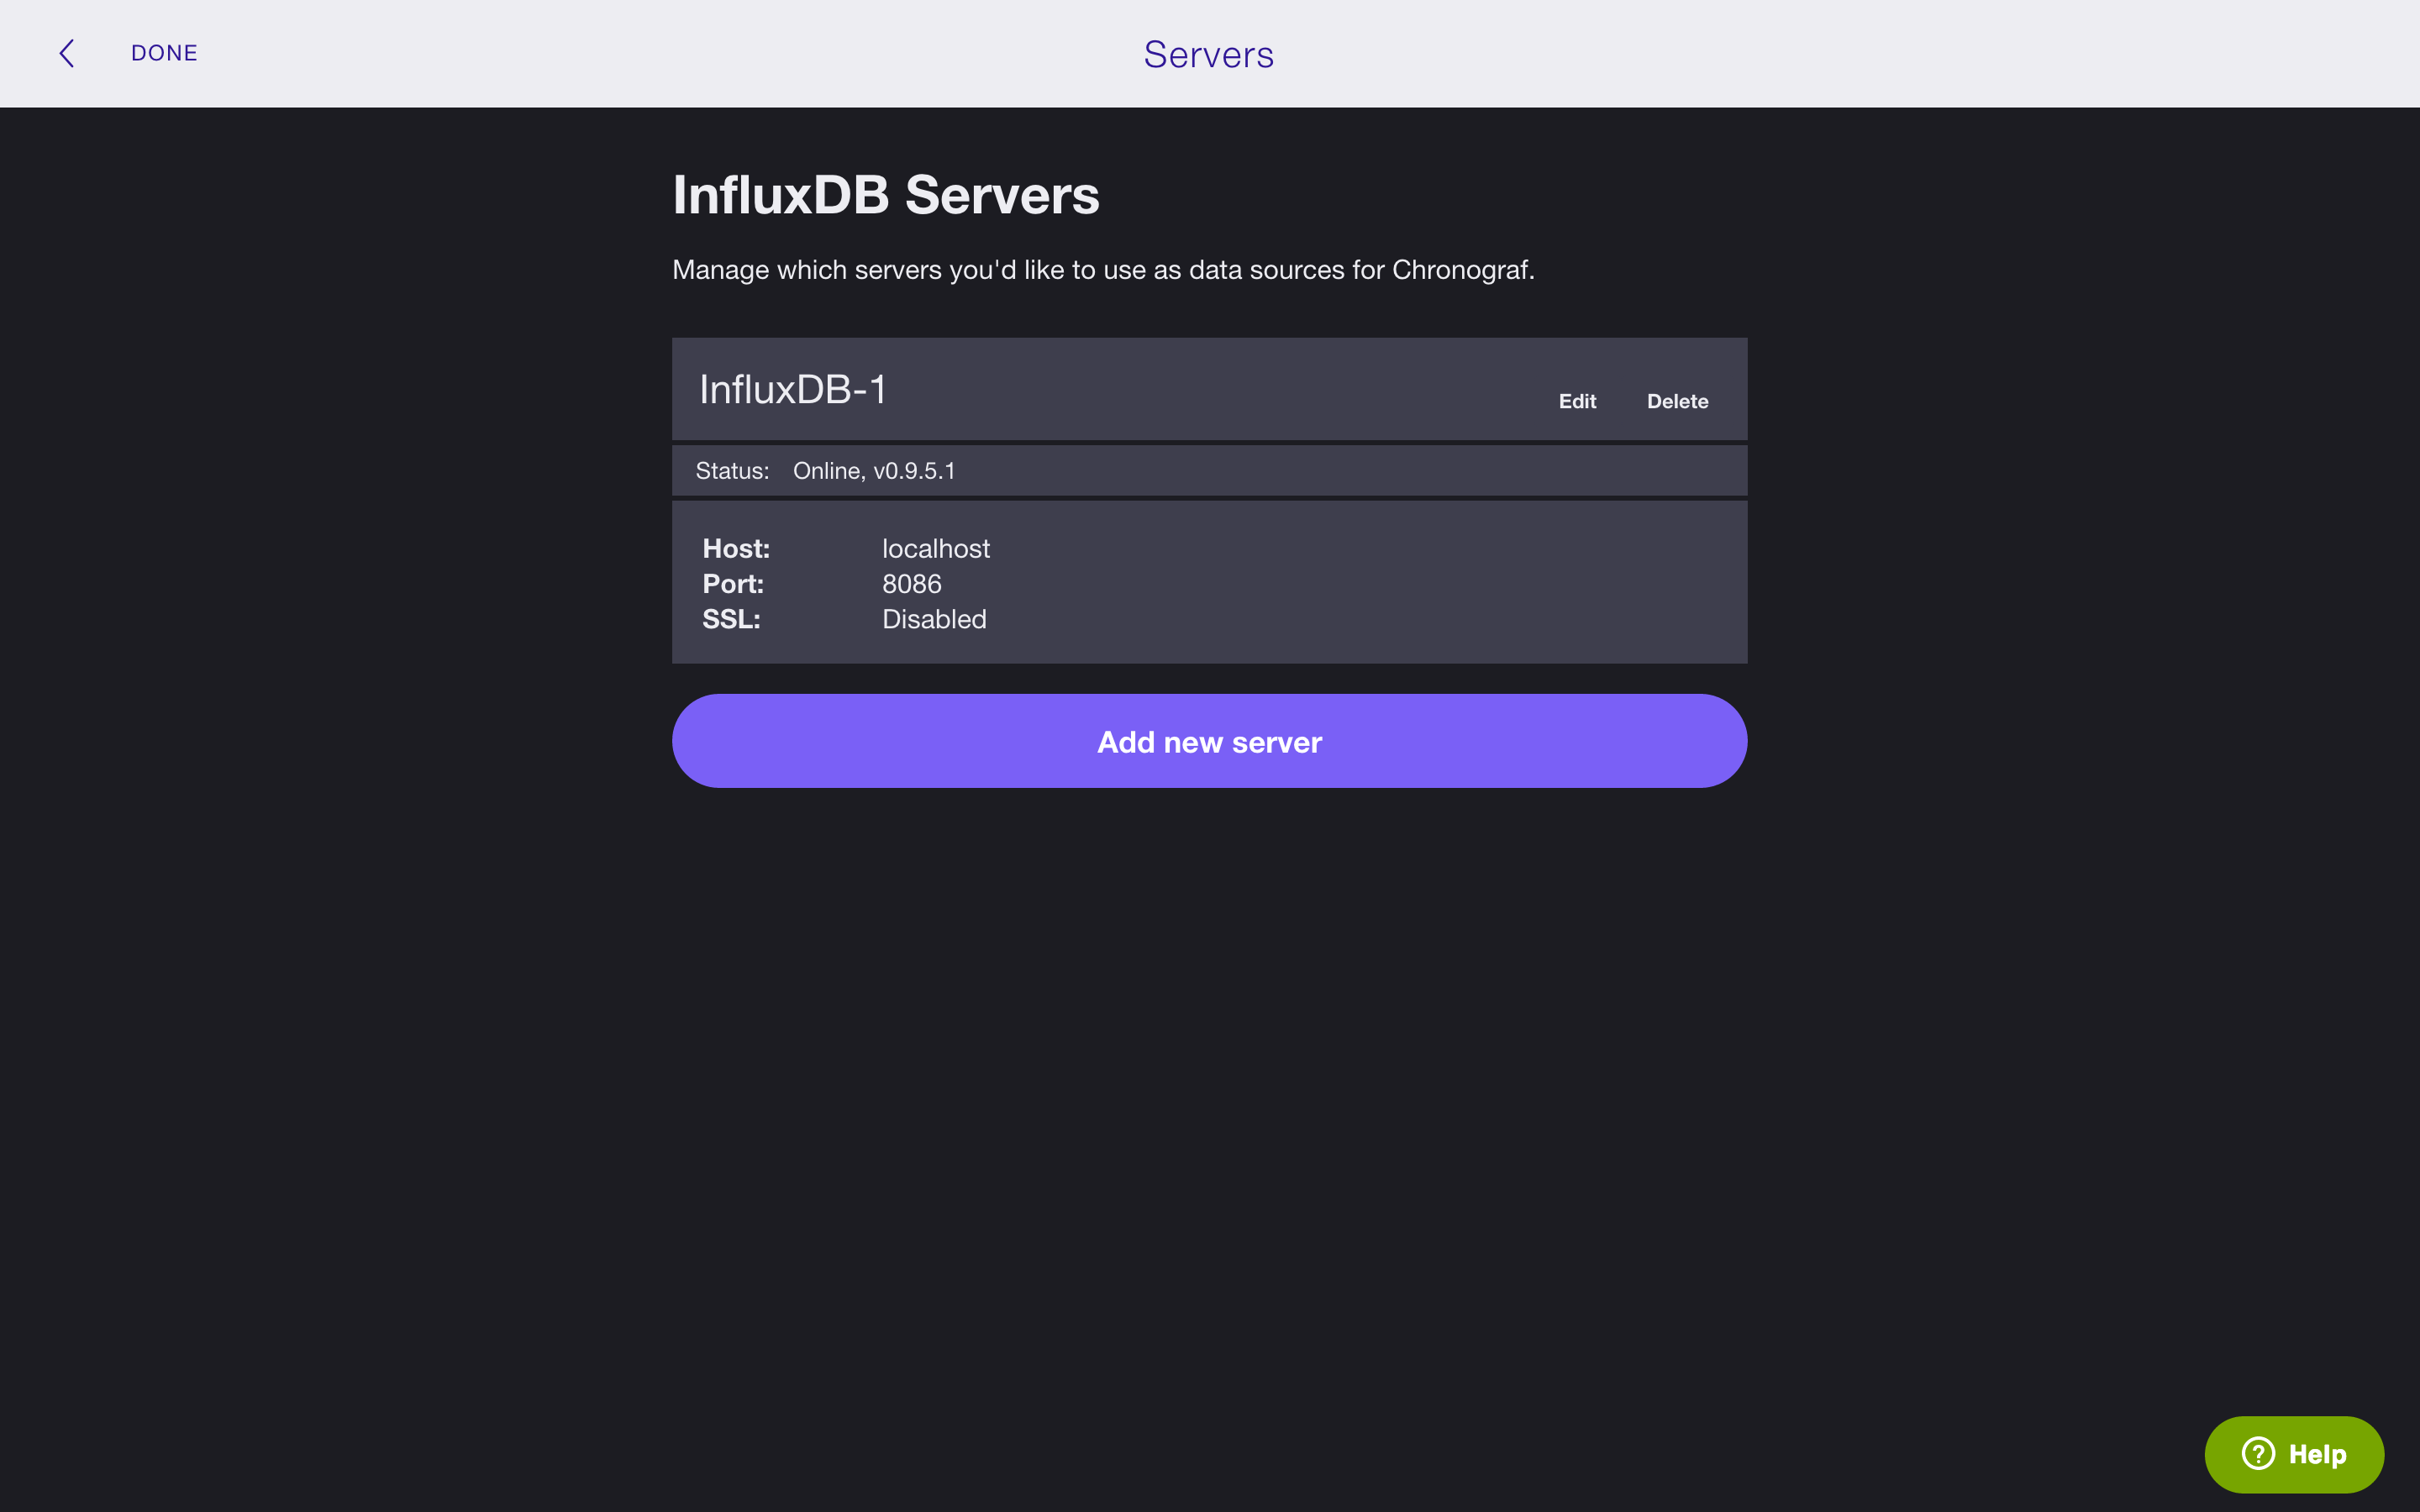 DONE
Servers
InfluxDB Servers
Manage which servers you'd like to use as data sources for Chronograf.
InfluxDB-1
Edit Delete
Status: Online, v0.9.5.1
Host: localhost
Port: 8086
SSL: Disabled
Add new server
? Help